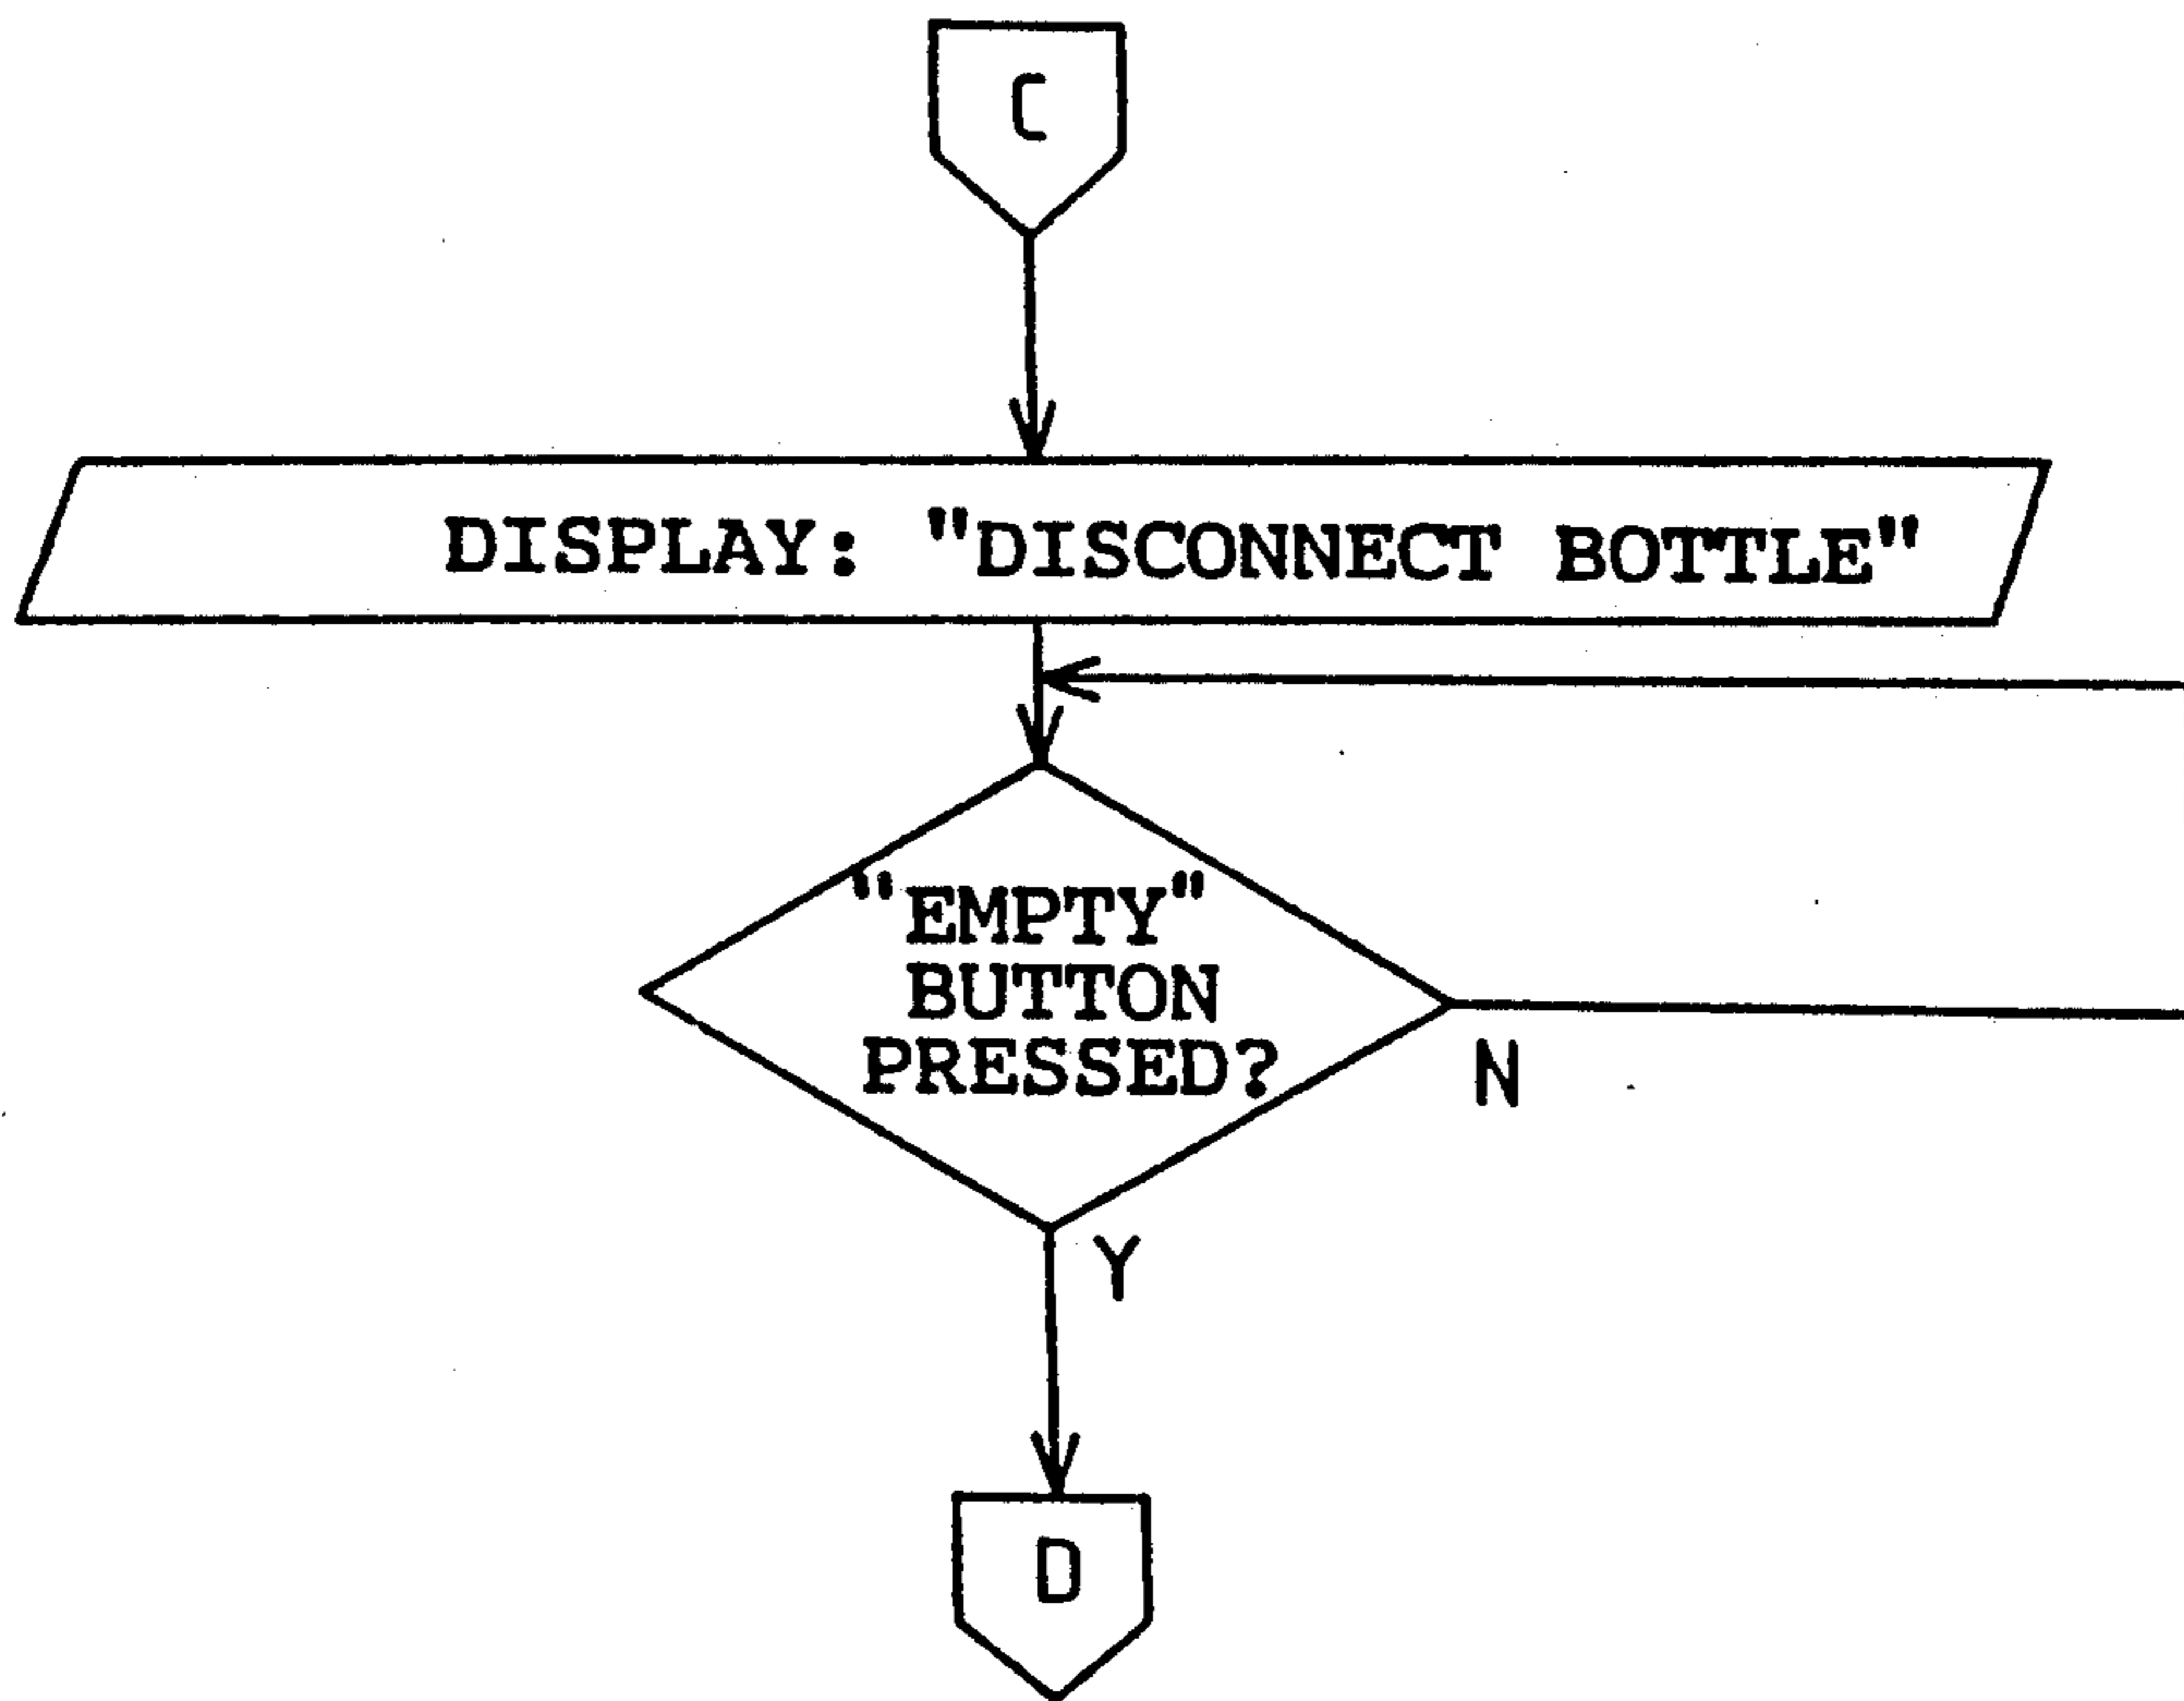 C
DISPLAY: "DISCONNECT BOTTLE"
"EMPTY"
BUTTON
PRESSED?
N
Y
D